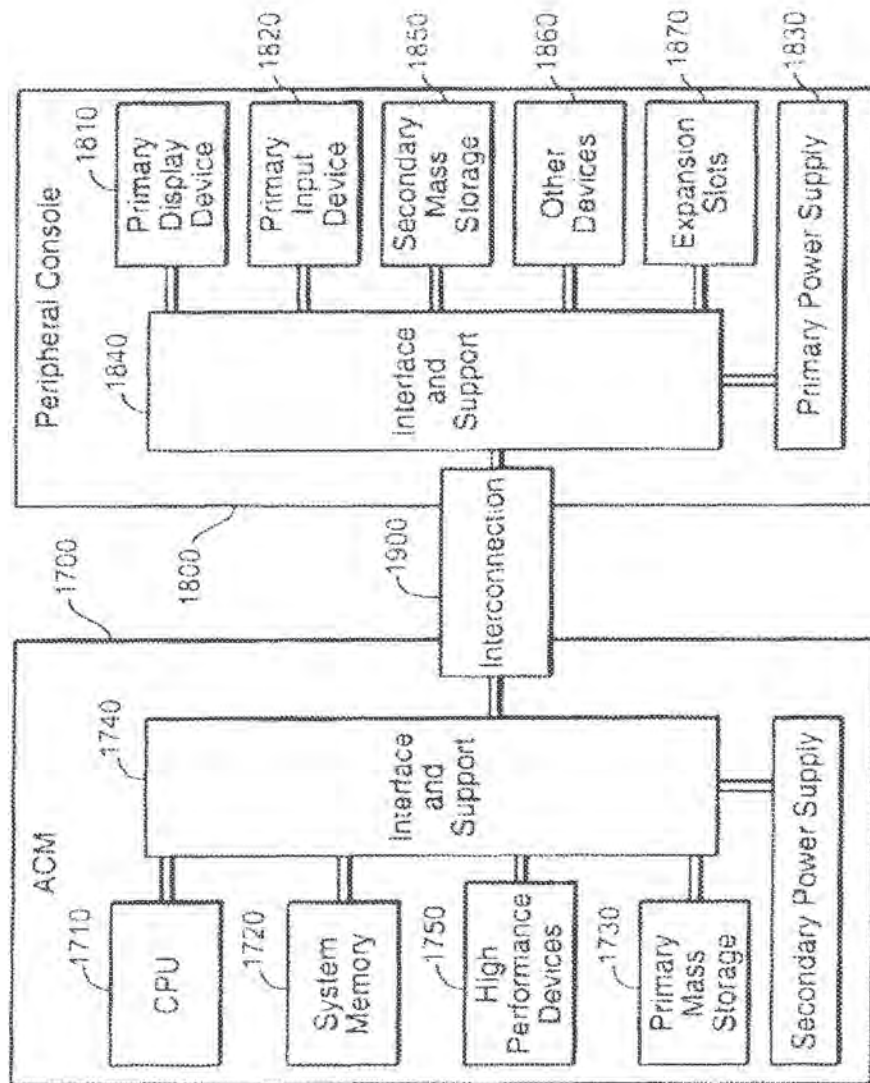 ACM
1700
1710
CPU
1720
System
Memory
1750
High
Performance
Devices
1730
Primary
Mass
Storage
1740
Interface
and
Support
Secondary Power Supply
1900
Interconnection
Peripheral Console
1800
1840
Interface
and
Support
1810
Primary
Display
Device
1820
Primary
Input
Device
1850
Secondary
Mass
Storage
1860
Other
Devices
1870
Expansion
Slots
1830
Primary Power Supply